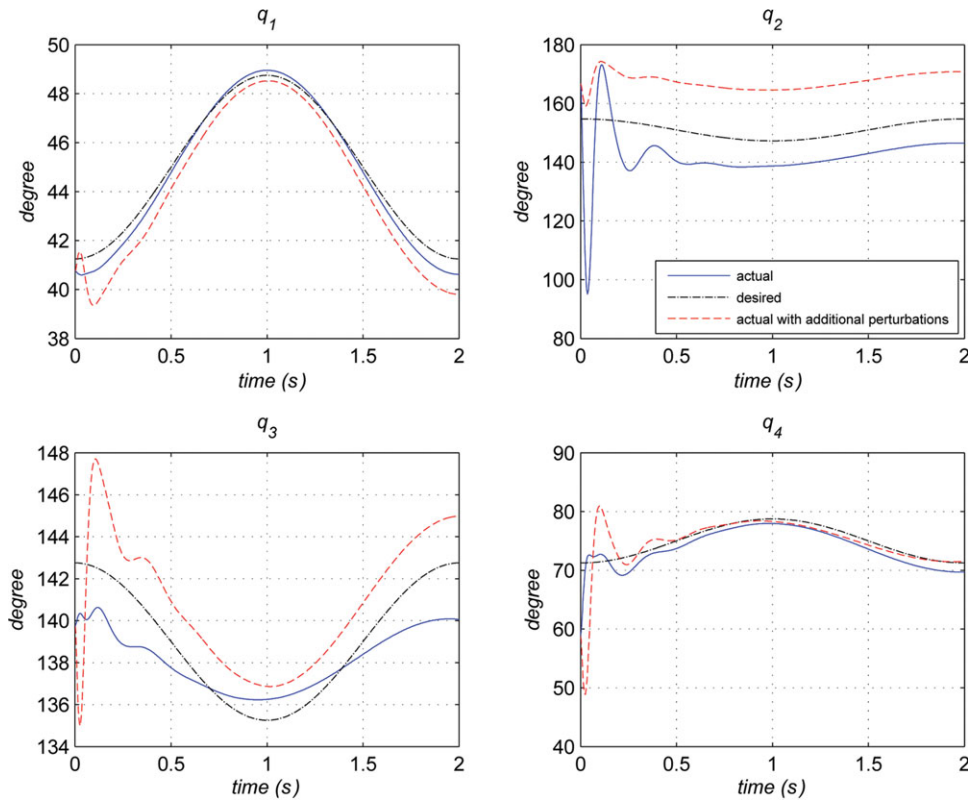 q1
50
48
46
44
42
40
38
degree
0 0.5 1 1.5 2
time (s)
q2
180
160
140
120
100
80
degree
actual
desired
actual with additional perturbations
0 0.5 1 1.5 2
time (s)
q3
148
146
144
142
140
138
136
134
degree
0 0.5 1 1.5 2
time (s)
q4
90
80
70
60
50
40
degree
0 0.5 1 1.5 2
time (s)